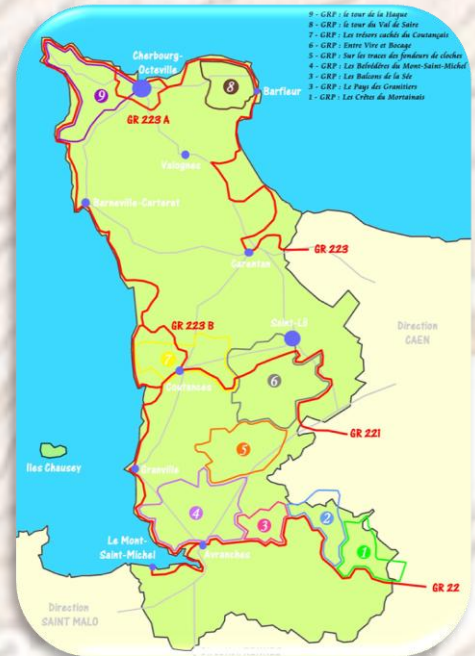 9 - GRP : le tour de la Hague
8 - GRP : le tour du Val de Saire
7 - GRP : Les trésors cachés du Coutançais
6 - GRP : Entre Vire et Bocage
5 - GRP : Sur les traces des fondeurs de cloches
4 - GRP : Les Belvédères du Mont-Saint-Michel
3 - GRP : Les Balcons de la Sée
3 - GRP : Le Pays des Granitiers
1 - GRP : Les Crêtes du Mortainais
Cherbourg-
Octeville
9
8
Barfleur
GR 223 A
Valognes
Barneville-Carteret
Carentan
GR 223
GR 223 B
Saint-Lô
Direction
CAEN
7
Coutances
6
GR 221
5
Iles Chausey
Granville
4
3
2
1
Le Mont-
Saint-Michel
Avranches
GR 22
Direction
SAINT MALO